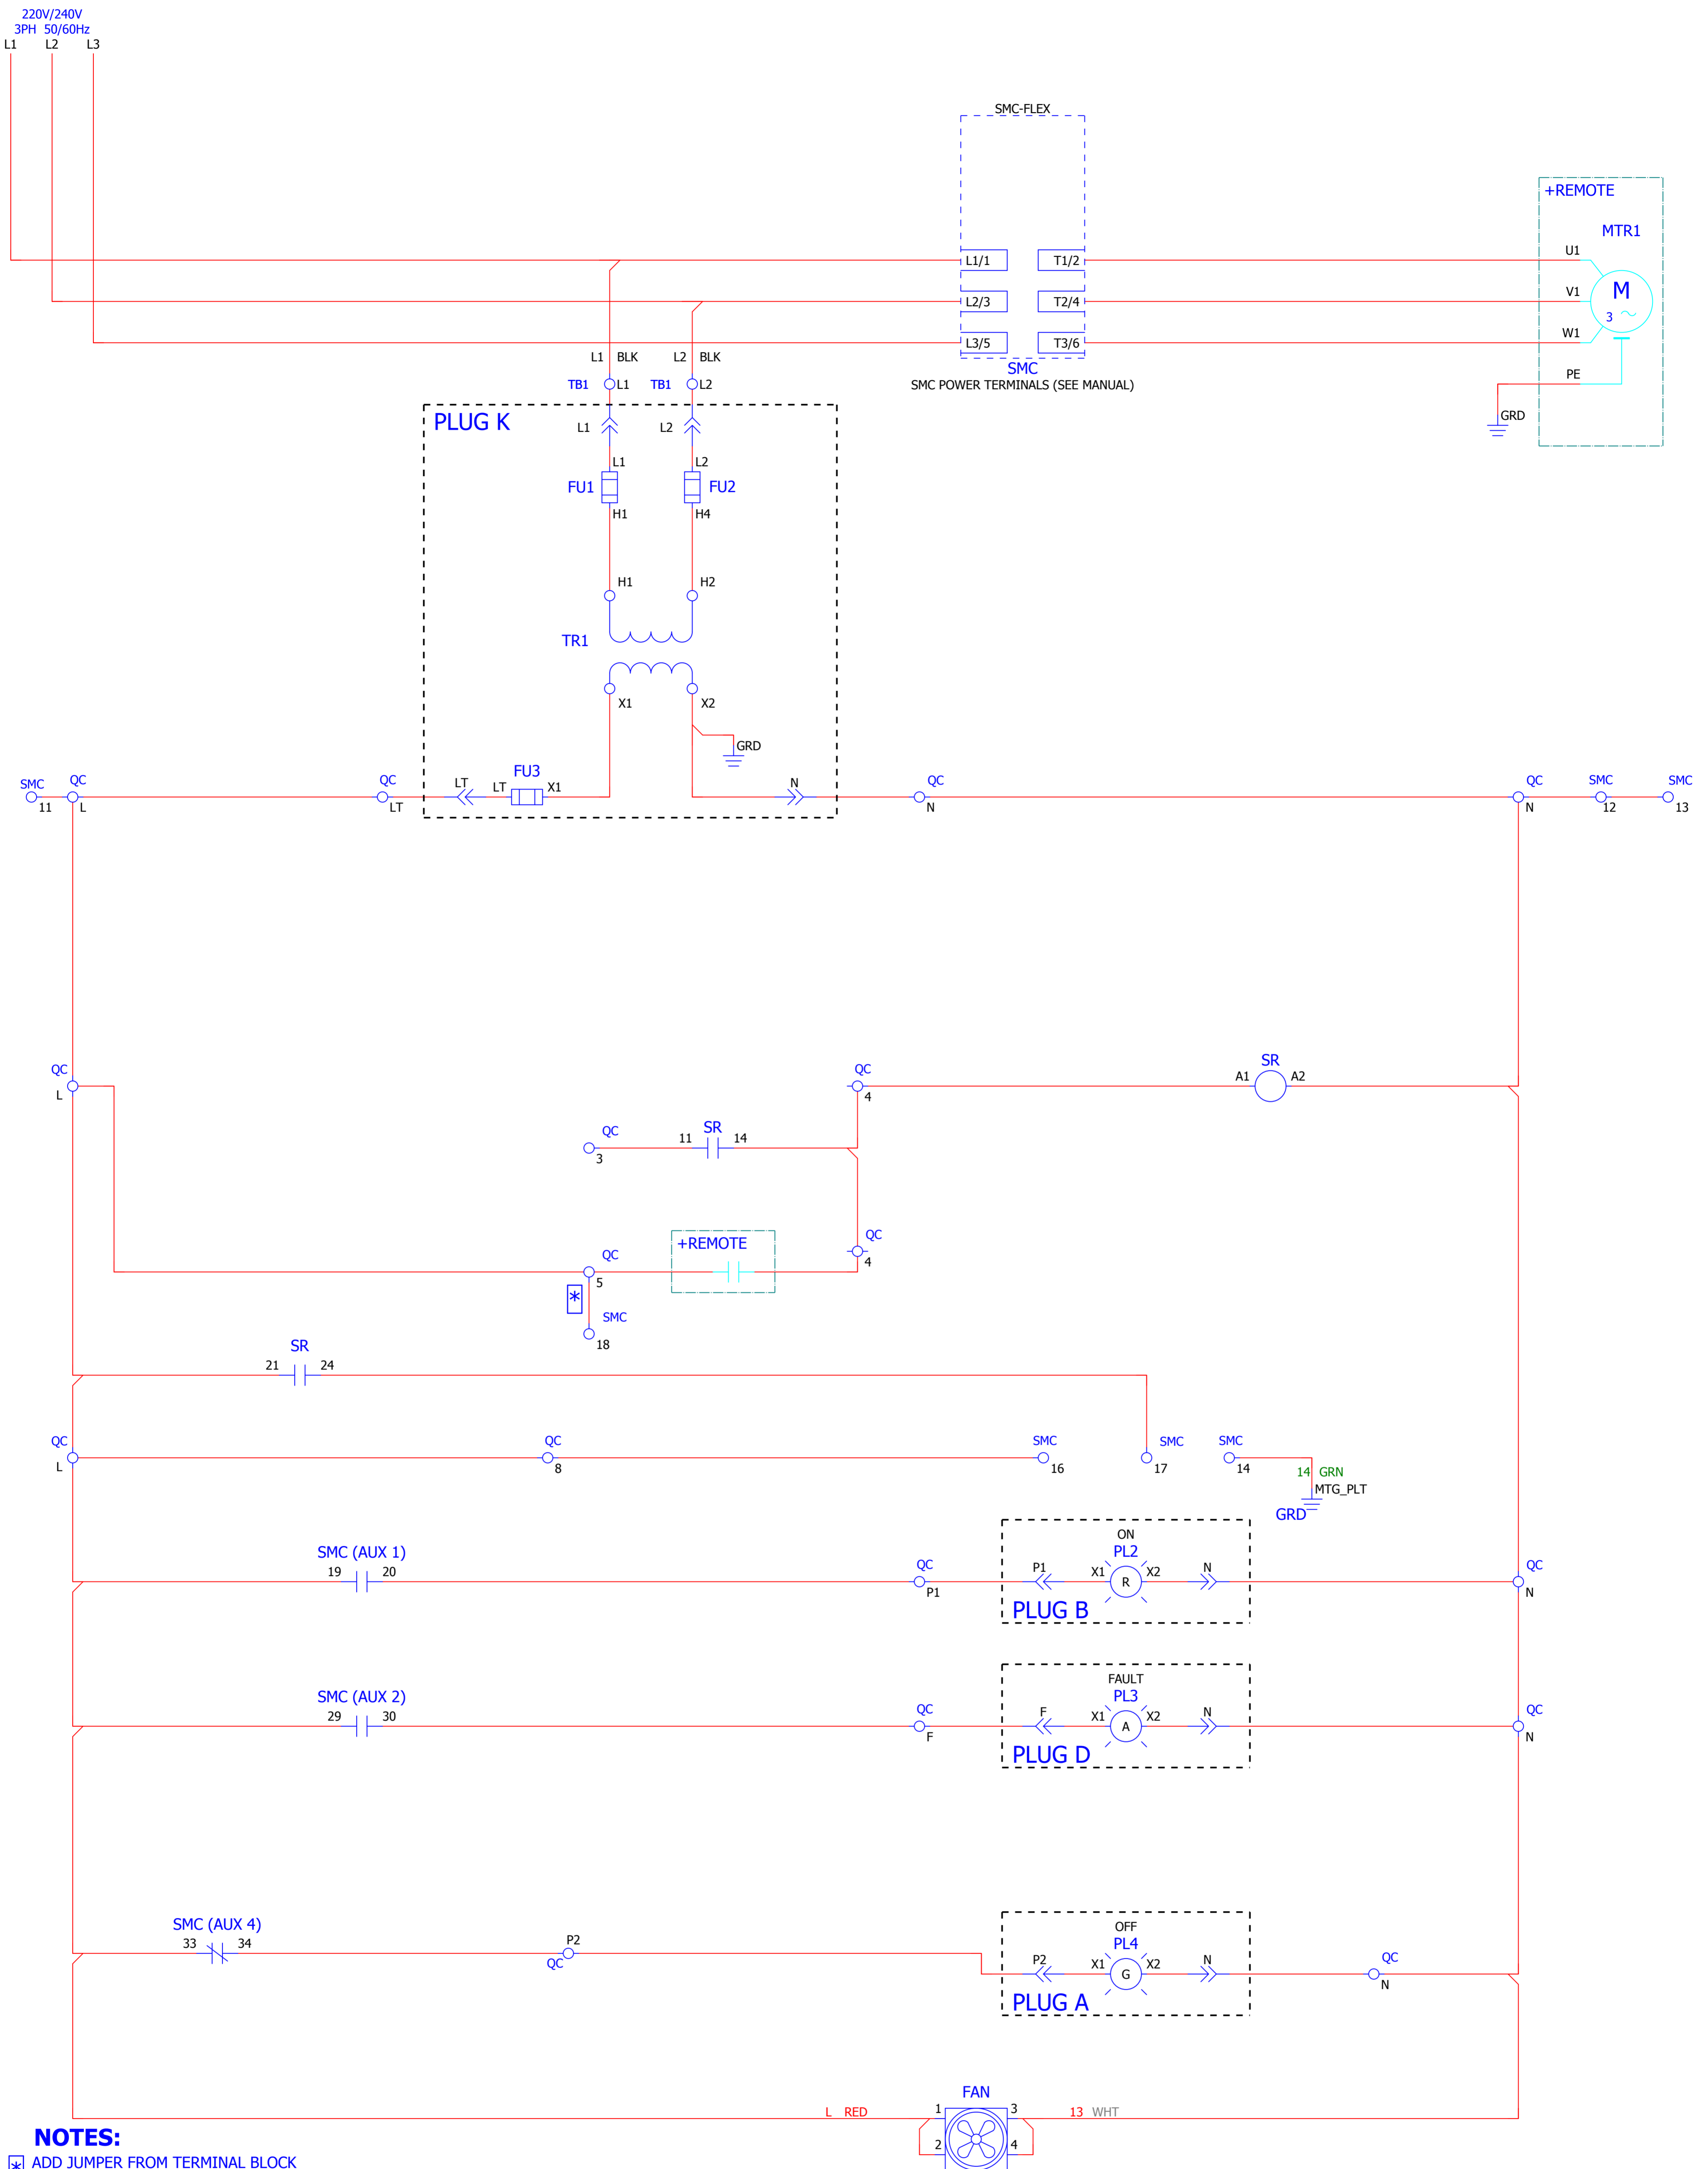 220V/240V
3PH 50/60Hz
L1 L2 L3
SMC-FLEX
+REMOTE
MTR1
L1/1 T1/2 U1
L2/3 T2/4 V1
M
3
L3/5 T3/6 W1
L1 BLK L2 BLK
SMC
PE
TB1 L1 TB1 L2
SMC POWER TERMINALS (SEE MANUAL)
PLUG K
L1 L2
GRD
L1 L2
FU1 FU2
H1 H4
H1 H2
TR1
X1 X2
GRD
SMC QC QC LT LT FU3 X1 N QC QC SMC SMC
11 L LT N N 12 13
QC QC SR
L 4 A1 A2
QC 11 SR 14
3
+REMOTE QC
QC 4
5
* SMC
18
SR
21 24
QC QC SMC SMC SMC
L 8 16 17 14
14 GRN
MTG_PLT
GRD
ON
SMC (AUX 1) PL2
19 20 QC P1 X1 R X2 N QC
P1 N
PLUG B
FAULT
SMC (AUX 2) PL3
29 30 QC F X1 A X2 N QC
F N
PLUG D
OFF
SMC (AUX 4) PL4
33 34 P2 P2 X1 G X2 N QC
QC N
PLUG A
FAN
L RED 1 3 13 WHT
2 4
NOTES:
* ADD JUMPER FROM TERMINAL BLOCK